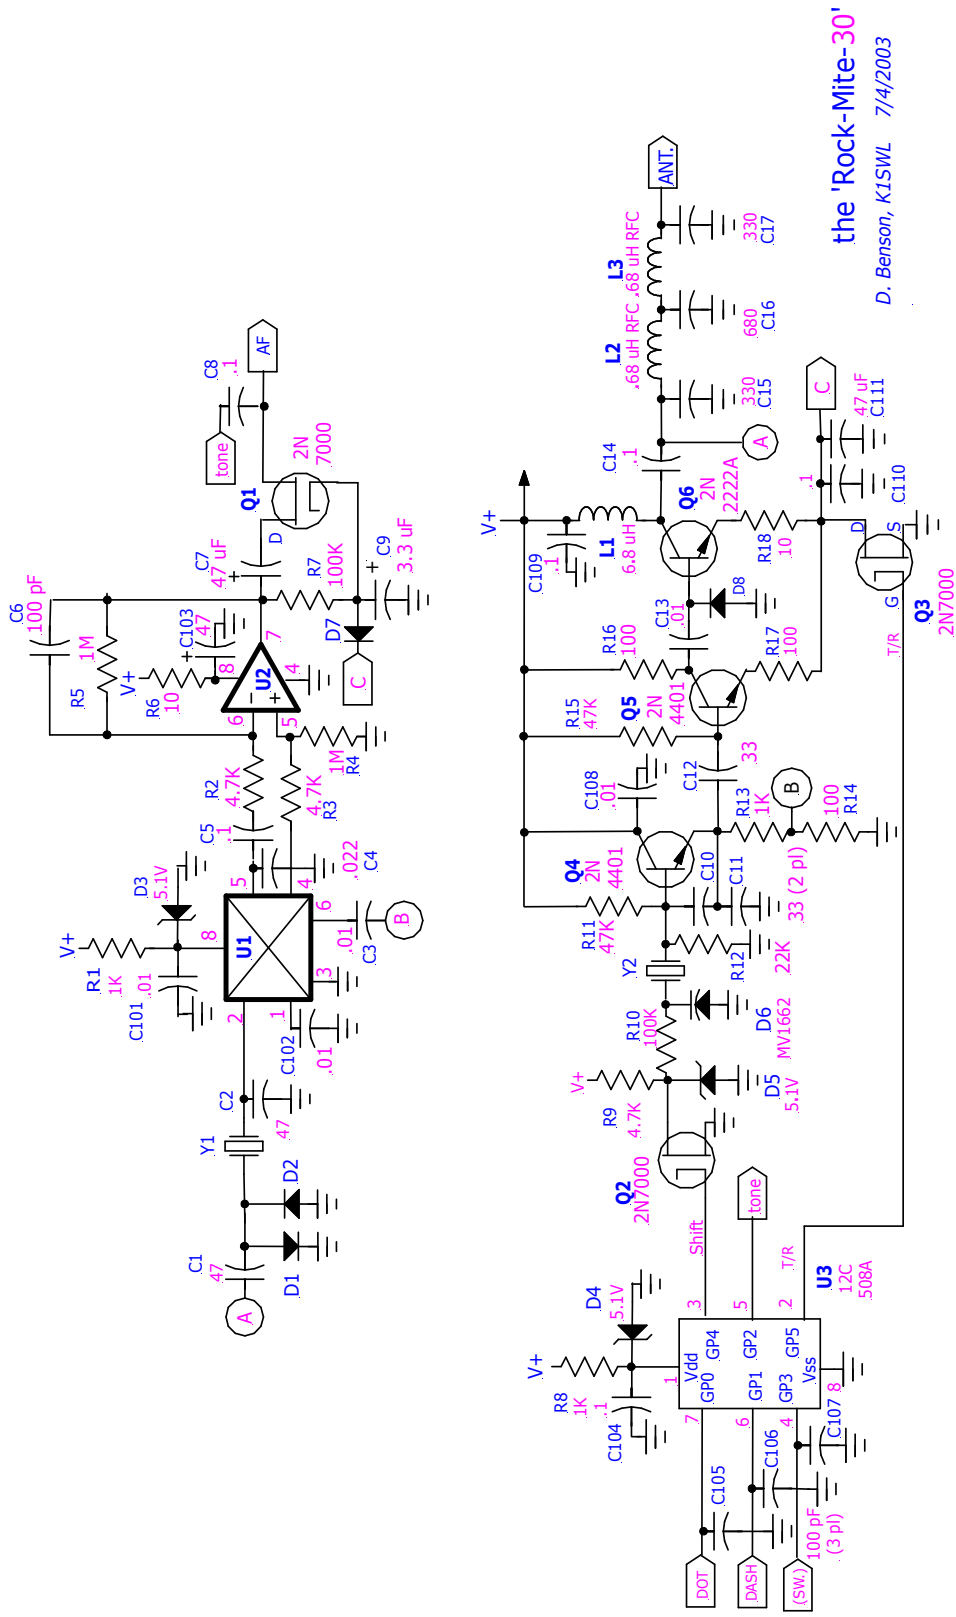 the 'Rock-Mite-30'
D. Benson, K1SWL 7/4/2003
A
C1
47
D1
D2
Y1
C2
47
C102
.01
2
1
U1
8
3
5
4
6
C101
.01
R1
1K
V+
D3
5.1V
C3
.01
B
C4
.022
C5
.1
R2
4.7K
4.7K
R3
1M
R4
6
5
U2
7
8
4
V+
R6
10
C103
47
+
R5
1M
C6
100 pF
C7
47 uF
+
R7
100K
D7
C
C9
3.3 uF
+
Q1
D
2N
7000
tone
C8
.1
AF
DOT
DASH
(SW.)
C105
C106
C107
100 pF
(3 pl)
7
6
4
1
Vdd
GP0
GP1
GP3
GP4
GP2
GP5
Vss
8
3
5
2
U3
12C
508A
C104
.1
R8
1K
V+
D4
5.1V
Shift
tone
T/R
Q2
2N7000
R9
4.7K
V+
D5
5.1V
R10
100K
D6
MV1662
Y2
R12
22K
R11
47K
Q4
2N
4401
C10
C11
33 (2 pl)
C108
.01
R13
1K
B
100
R14
C12
33
R15
47K
Q5
2N
4401
R16
100
R17
100
C13
.01
D8
C109
.1
L1
6.8 uH
V+
Q6
2N
2222A
R18
10
C14
.1
A
L2
.68 uH RFC
L3
.68 uH RFC
330
C15
680
C16
330
C17
ANT.
T/R
G
D
S
Q3
2N7000
.1
C110
47 uF
C111
C